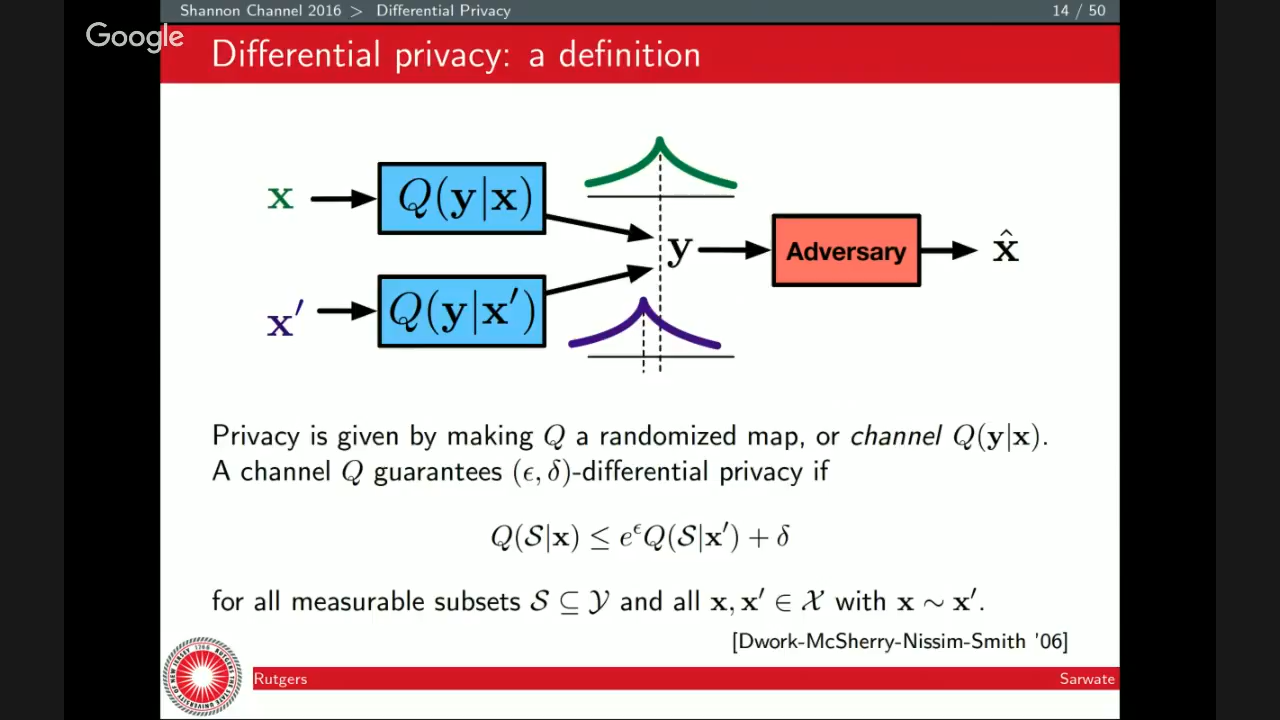 Shannon Channel 2016 > Differential Privacy 14 / 50
Google
Differential privacy: a definition
x Q(y|x)
y Adversary x̂
x′ Q(y|x′)
Privacy is given by making Q a randomized map, or channel Q(y|x).
A channel Q guarantees (ϵ, δ)-differential privacy if
Q(𝒮|x) ≤ e^ϵ Q(𝒮|x′) + δ
for all measurable subsets 𝒮 ⊆ 𝒴 and all x, x′ ∈ 𝒳 with x ∼ x′.
[Dwork-McSherry-Nissim-Smith '06]
Rutgers Sarwate